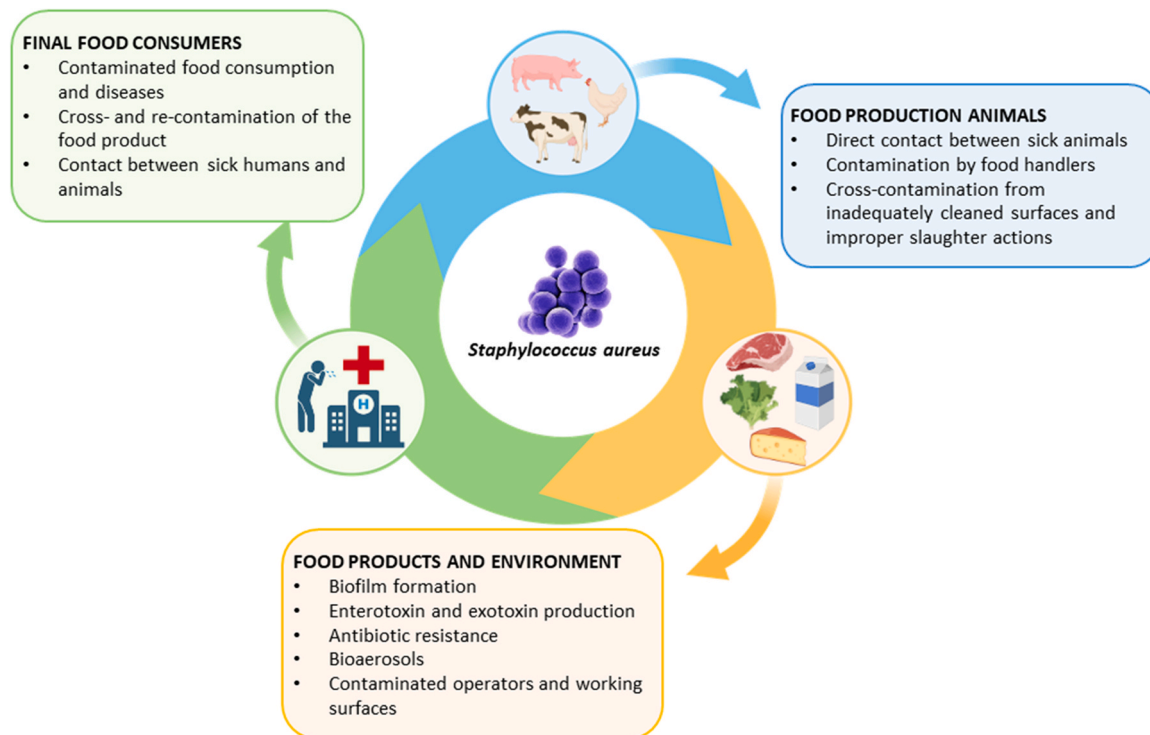 FINAL FOOD CONSUMERS
• Contaminated food consumption
and diseases
• Cross- and re-contamination of the
food product
• Contact between sick humans and
animals
FOOD PRODUCTION ANIMALS
• Direct contact between sick animals
• Contamination by food handlers
• Cross-contamination from
inadequately cleaned surfaces and
improper slaughter actions
Staphylococcus aureus
H
FOOD PRODUCTS AND ENVIRONMENT
• Biofilm formation
• Enterotoxin and exotoxin production
• Antibiotic resistance
• Bioaerosols
• Contaminated operators and working
surfaces